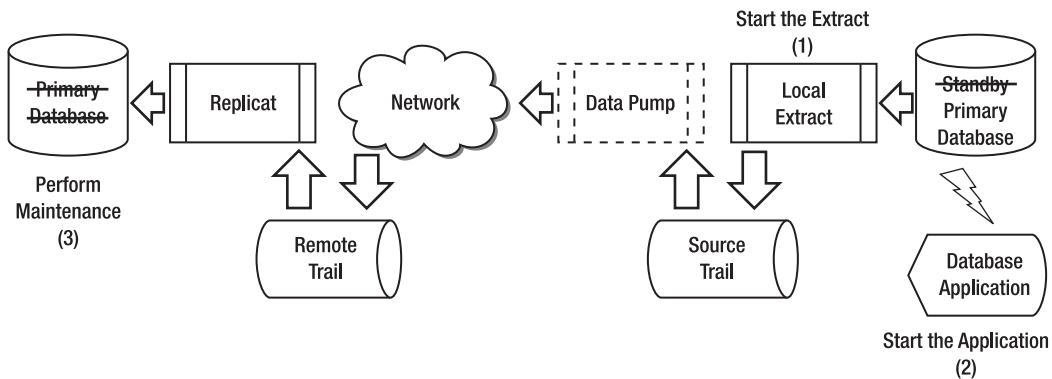 Start the Extract
(1)
Primary
Database
Replicat
Network
Data Pump
Local
Extract
Standby
Primary
Database
Perform
Maintenance
(3)
Remote
Trail
Source
Trail
Database
Application
Start the Application
(2)